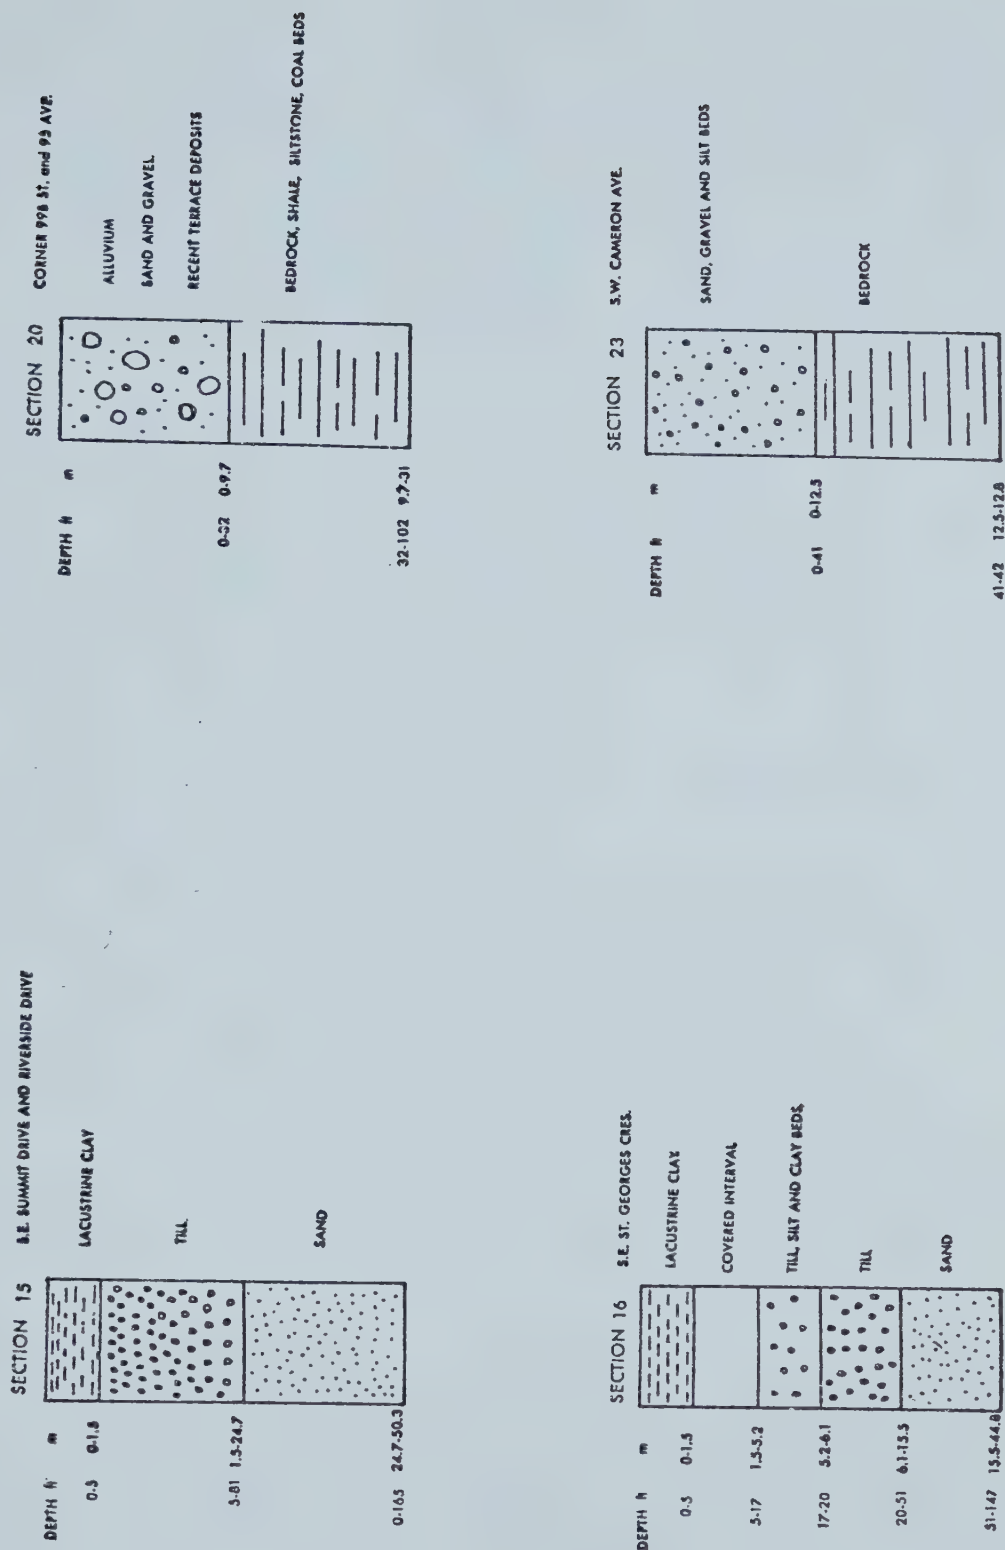 SECTION 15 S.E. SUMMIT DRIVE AND RIVERSIDE DRIVE
DEPTH ft m
0-5 0-1.5 LACUSTRINE CLAY
5-81 1.5-24.7 TILL
0-165 24.7-50.3 SAND
SECTION 20 CORNER 99B ST. and 95 AVE.
DEPTH ft m
ALLUVIUM
SAND AND GRAVEL
RECENT TERRACE DEPOSITS
0-32 0-9.7
BEDROCK, SHALE, SILTSTONE, COAL BEDS
32-102 9.7-31
SECTION 16 S.E. ST. GEORGES CRES.
DEPTH ft m
0-5 0-1.5 LACUSTRINE CLAY
5-17 1.5-5.2 COVERED INTERVAL
17-20 5.2-6.1 TILL, SILT AND CLAY BEDS,
20-51 6.1-15.5 TILL
51-147 15.5-44.8 SAND
SECTION 23 S.W. CAMERON AVE.
DEPTH ft m
SAND, GRAVEL AND SILT BEDS
0-41 0-12.5
BEDROCK
41-42 12.5-12.8